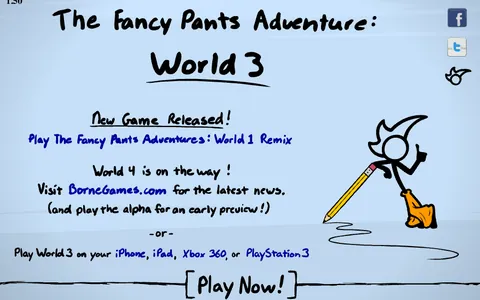 The Fancy Pants Adventure:
World 3
New Game Released!
Play The Fancy Pants Adventures: World 1 Remix
World 4 is on the way!
Visit BorneGames.com for the latest news.
(and play the alpha for an early preview!)
-or-
Play World 3 on your iPhone, iPad, Xbox 360, or PlayStation 3
[Play Now!]